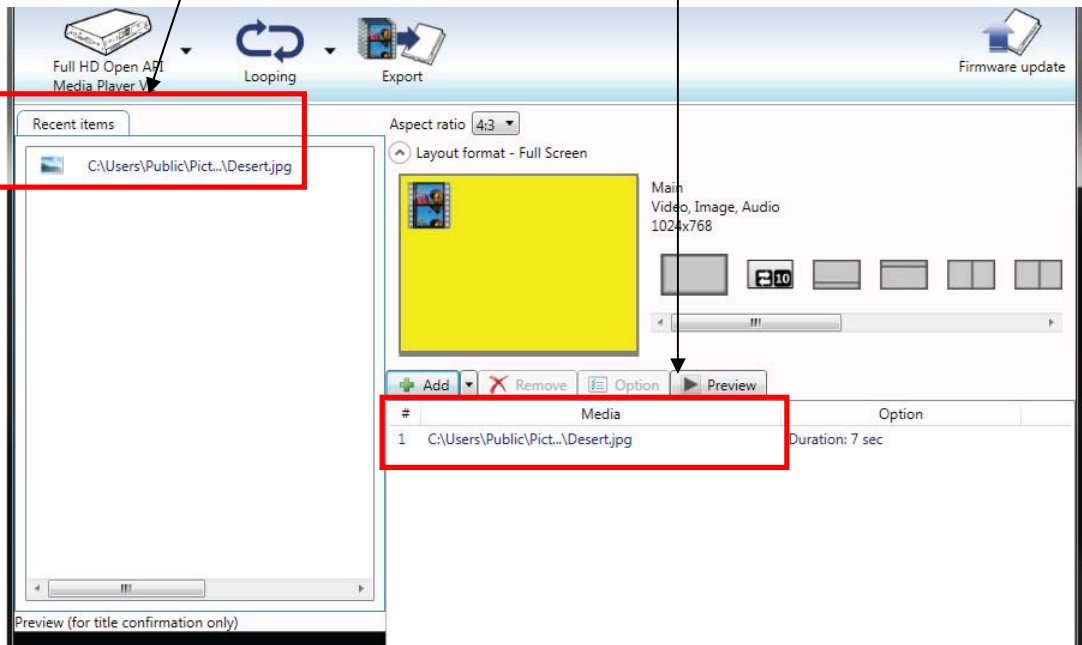 Full HD Open API
Media Player V
Looping
Export
Firmware update
Recent items
C:\Users\Public\Pict...\Desert.jpg
Aspect ratio 4:3
Layout format - Full Screen
Main
Video, Image, Audio
1024x768
10
Add Remove Option Preview
# Media Option
1 C:\Users\Public\Pict...\Desert.jpg Duration: 7 sec
Preview (for title confirmation only)